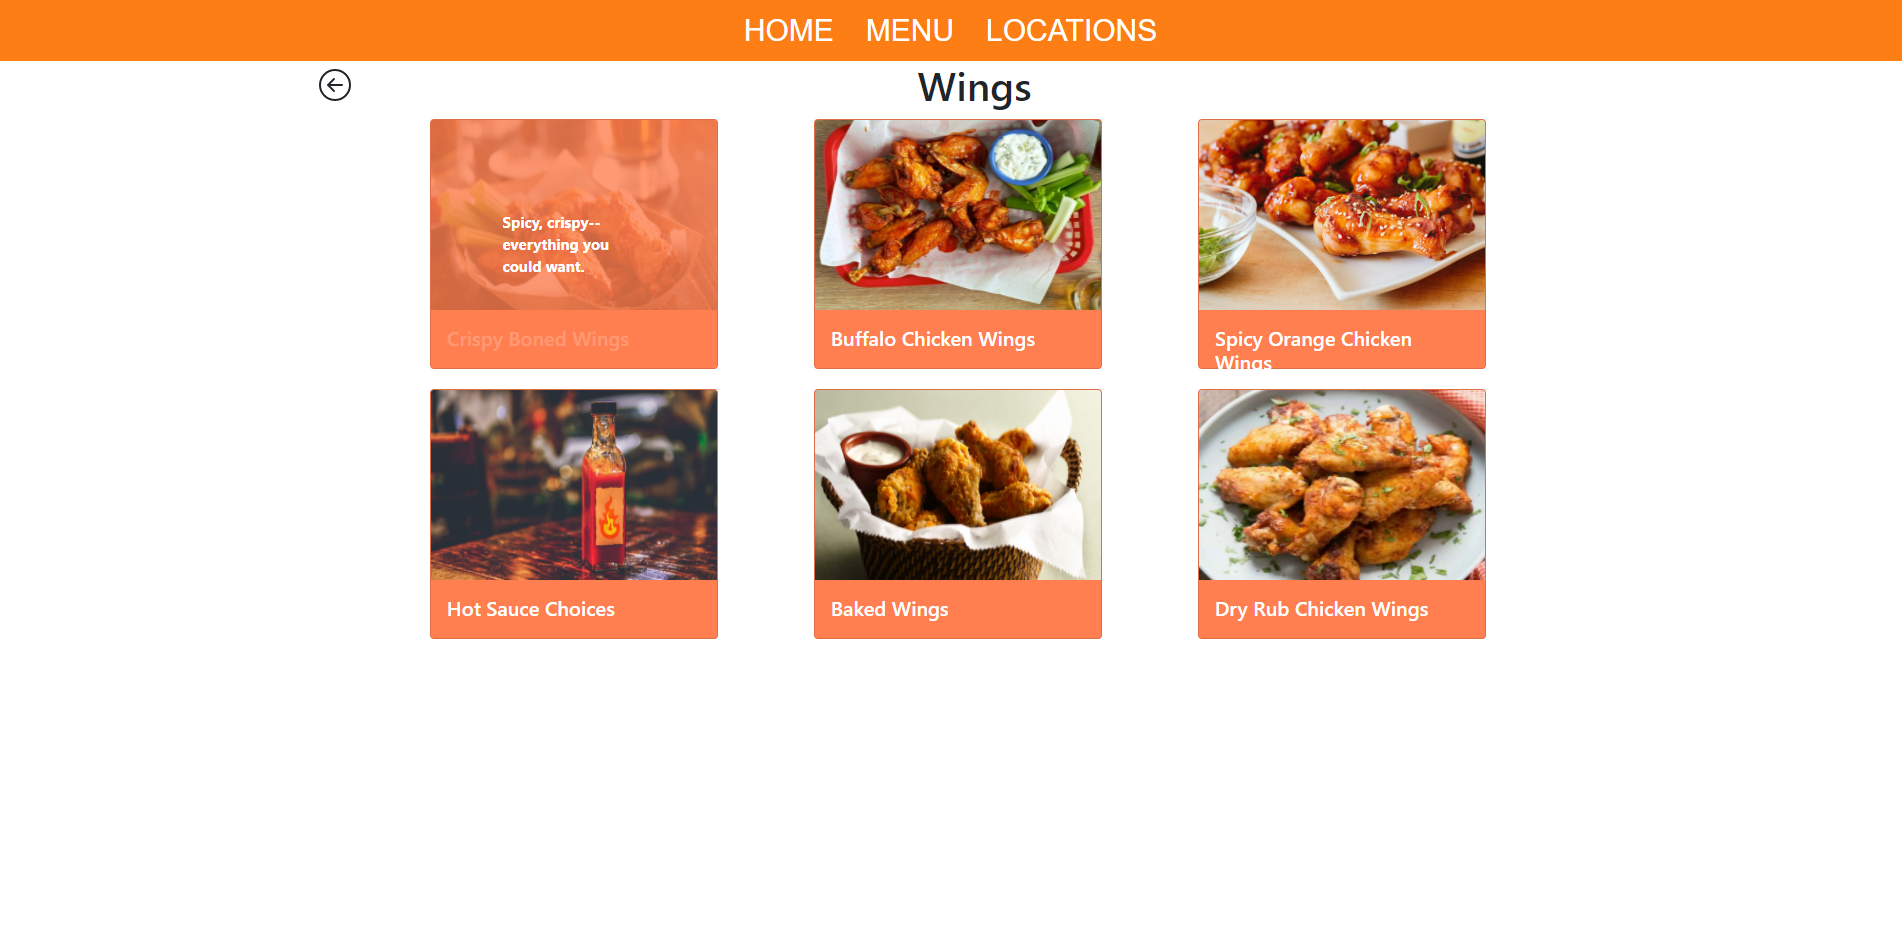 HOME MENU LOCATIONS
Wings
Spicy, crispy--
everything you
could want.
Crispy Boned Wings
Buffalo Chicken Wings
Spicy Orange Chicken
Wings
Hot Sauce Choices
Baked Wings
Dry Rub Chicken Wings